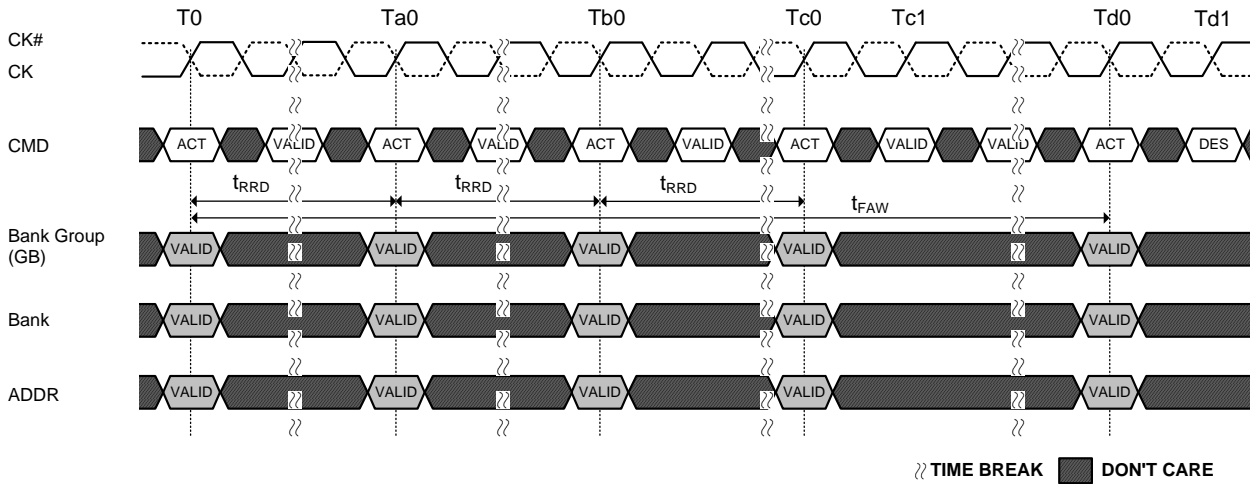 T0 Ta0 Tb0 Tc0 Tc1 Td0 Td1
CK#
CK
CMD ACT VALID ACT VALID ACT VALID ACT VALID VALID ACT DES
tRRD tRRD tRRD
tFAW
Bank Group
(GB)
VALID VALID VALID VALID VALID
Bank VALID VALID VALID VALID VALID
ADDR VALID VALID VALID VALID VALID
TIME BREAK DON'T CARE